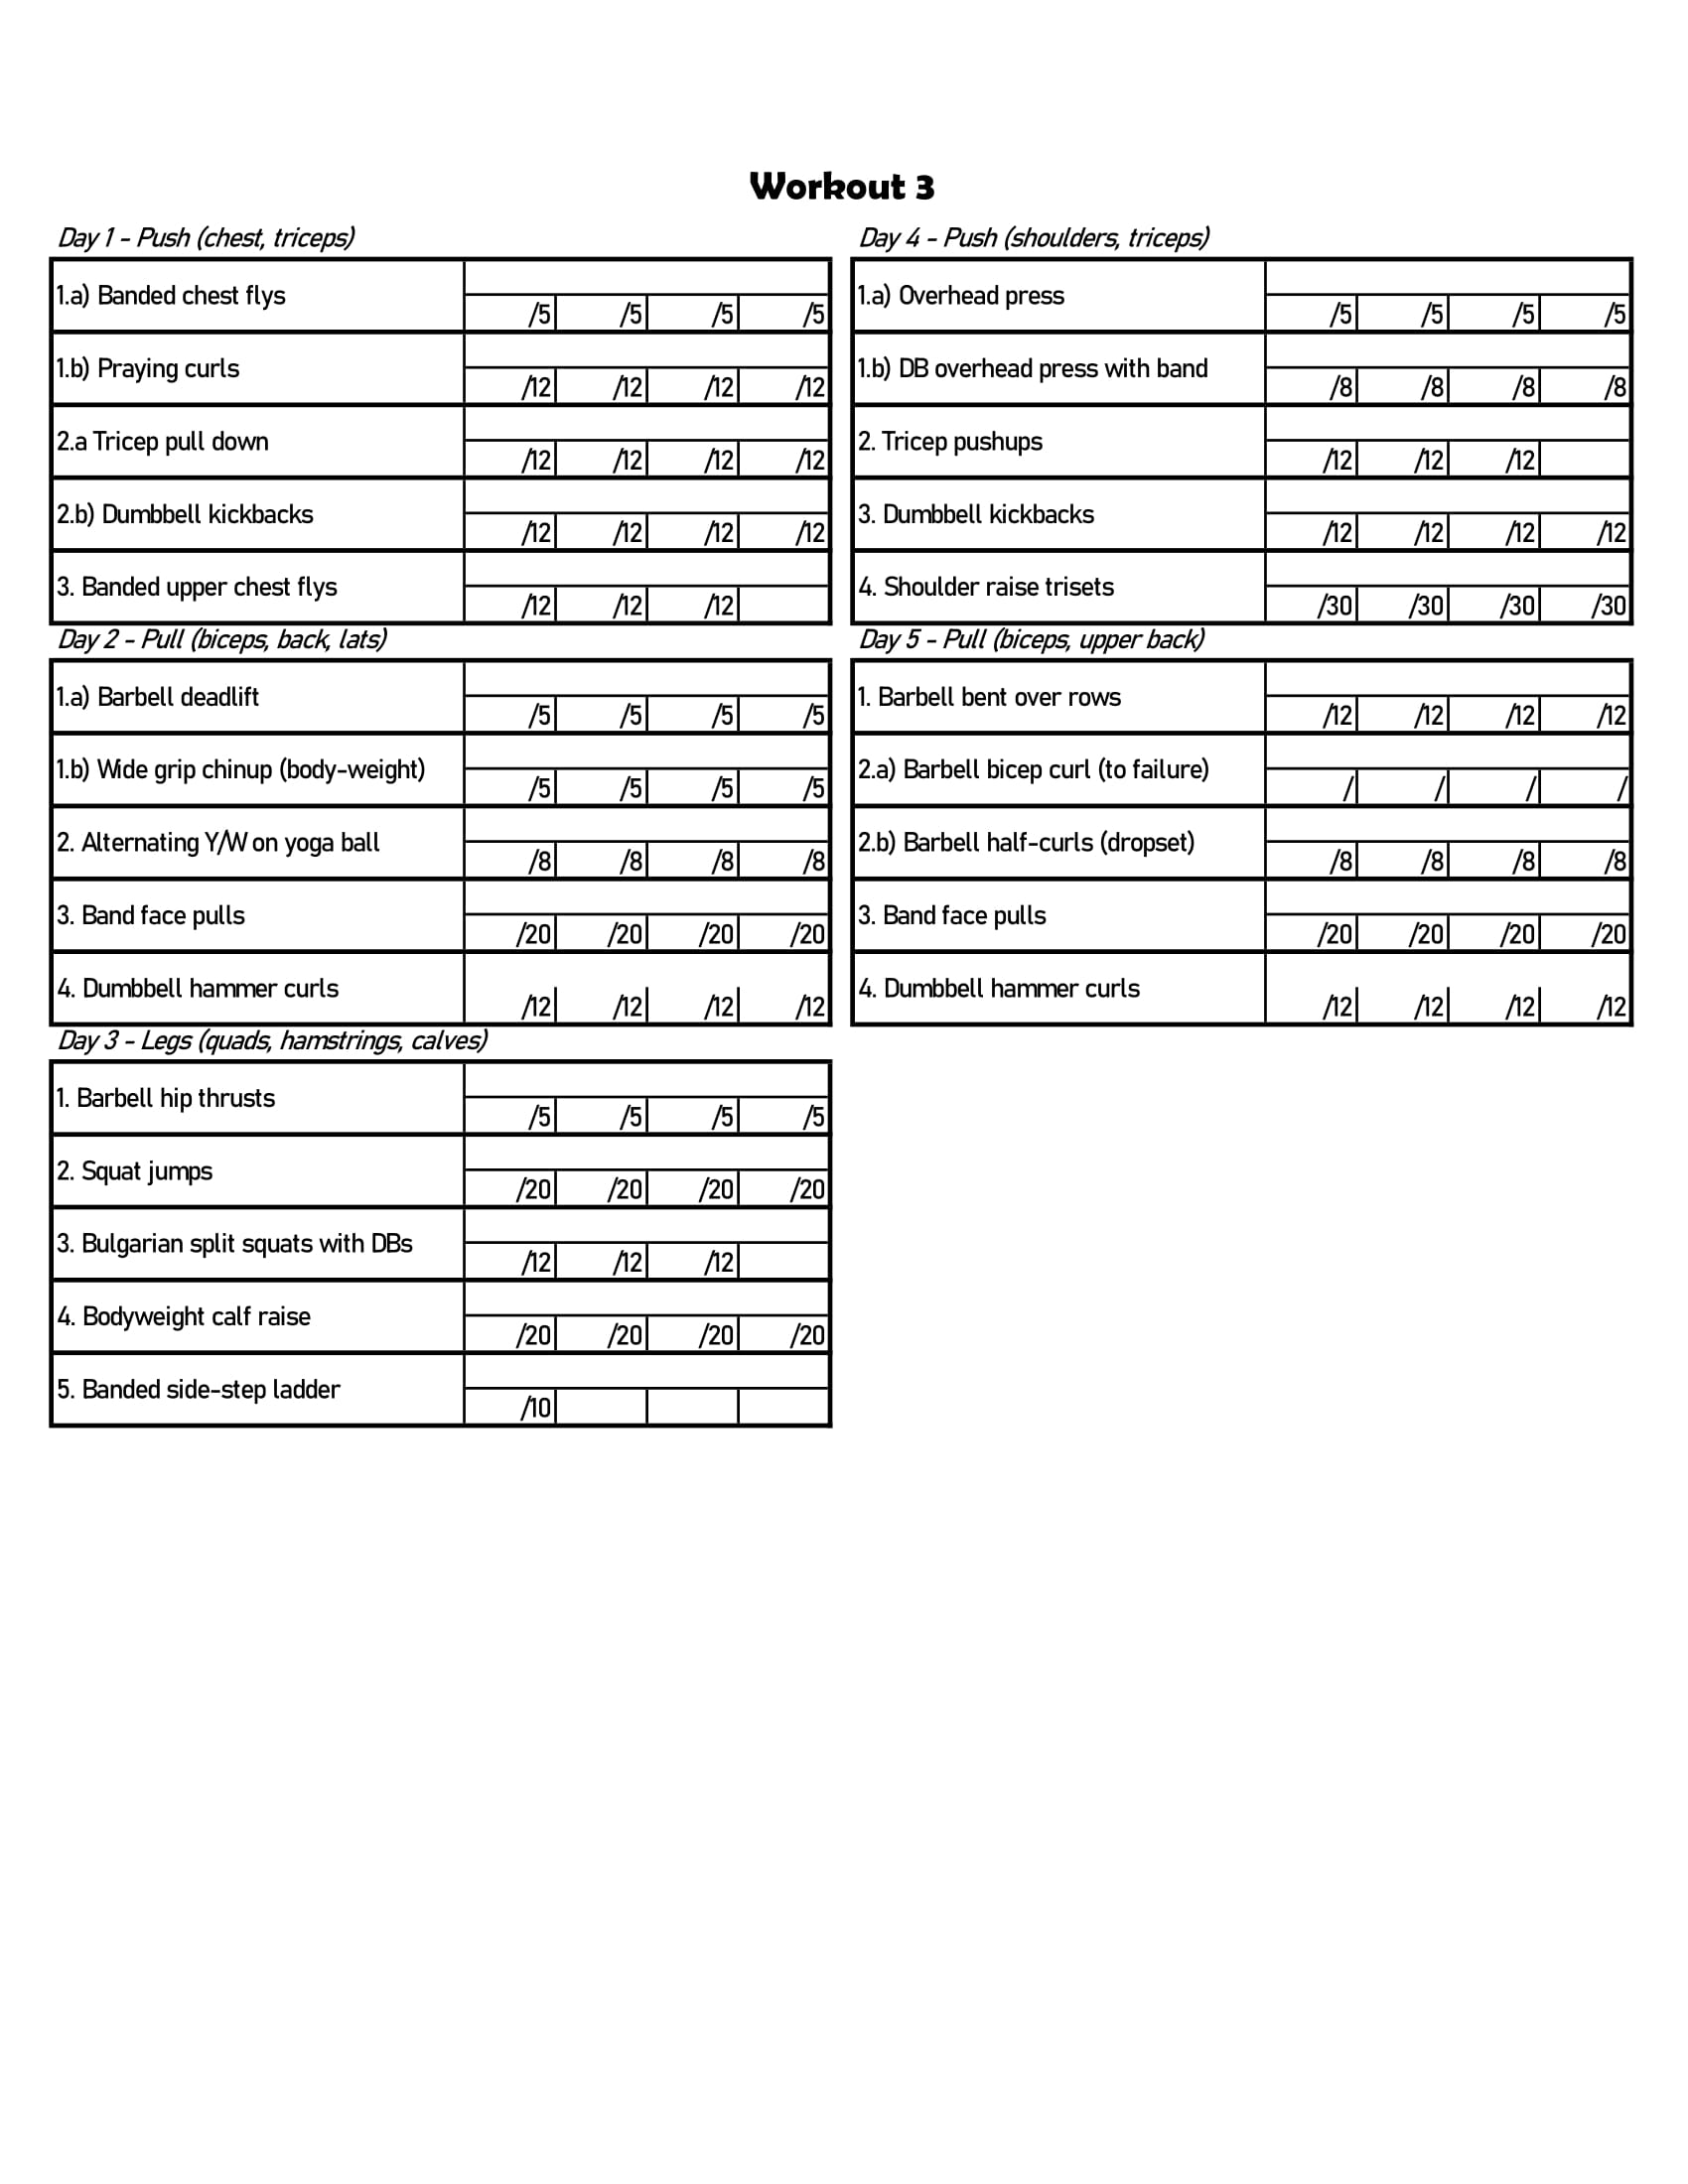 Workout 3
Day 1 - Push (chest, triceps)
1.a) Banded chest flys
/5 /5 /5 /5
1.b) Praying curls
/12 /12 /12 /12
2.a Tricep pull down
/12 /12 /12 /12
2.b) Dumbbell kickbacks
/12 /12 /12 /12
3. Banded upper chest flys
/12 /12 /12
Day 2 - Pull (biceps, back, lats)
1.a) Barbell deadlift
/5 /5 /5 /5
1.b) Wide grip chinup (body-weight)
/5 /5 /5 /5
2. Alternating Y/W on yoga ball
/8 /8 /8 /8
3. Band face pulls
/20 /20 /20 /20
4. Dumbbell hammer curls
/12 /12 /12 /12
Day 3 - Legs (quads, hamstrings, calves)
1. Barbell hip thrusts
/5 /5 /5 /5
2. Squat jumps
/20 /20 /20 /20
3. Bulgarian split squats with DBs
/12 /12 /12
4. Bodyweight calf raise
/20 /20 /20 /20
5. Banded side-step ladder
/10
Day 4 - Push (shoulders, triceps)
1.a) Overhead press
/5 /5 /5 /5
1.b) DB overhead press with band
/8 /8 /8 /8
2. Tricep pushups
/12 /12 /12
3. Dumbbell kickbacks
/12 /12 /12 /12
4. Shoulder raise trisets
/30 /30 /30 /30
Day 5 - Pull (biceps, upper back)
1. Barbell bent over rows
/12 /12 /12 /12
2.a) Barbell bicep curl (to failure)
/ / / /
2.b) Barbell half-curls (dropset)
/8 /8 /8 /8
3. Band face pulls
/20 /20 /20 /20
4. Dumbbell hammer curls
/12 /12 /12 /12